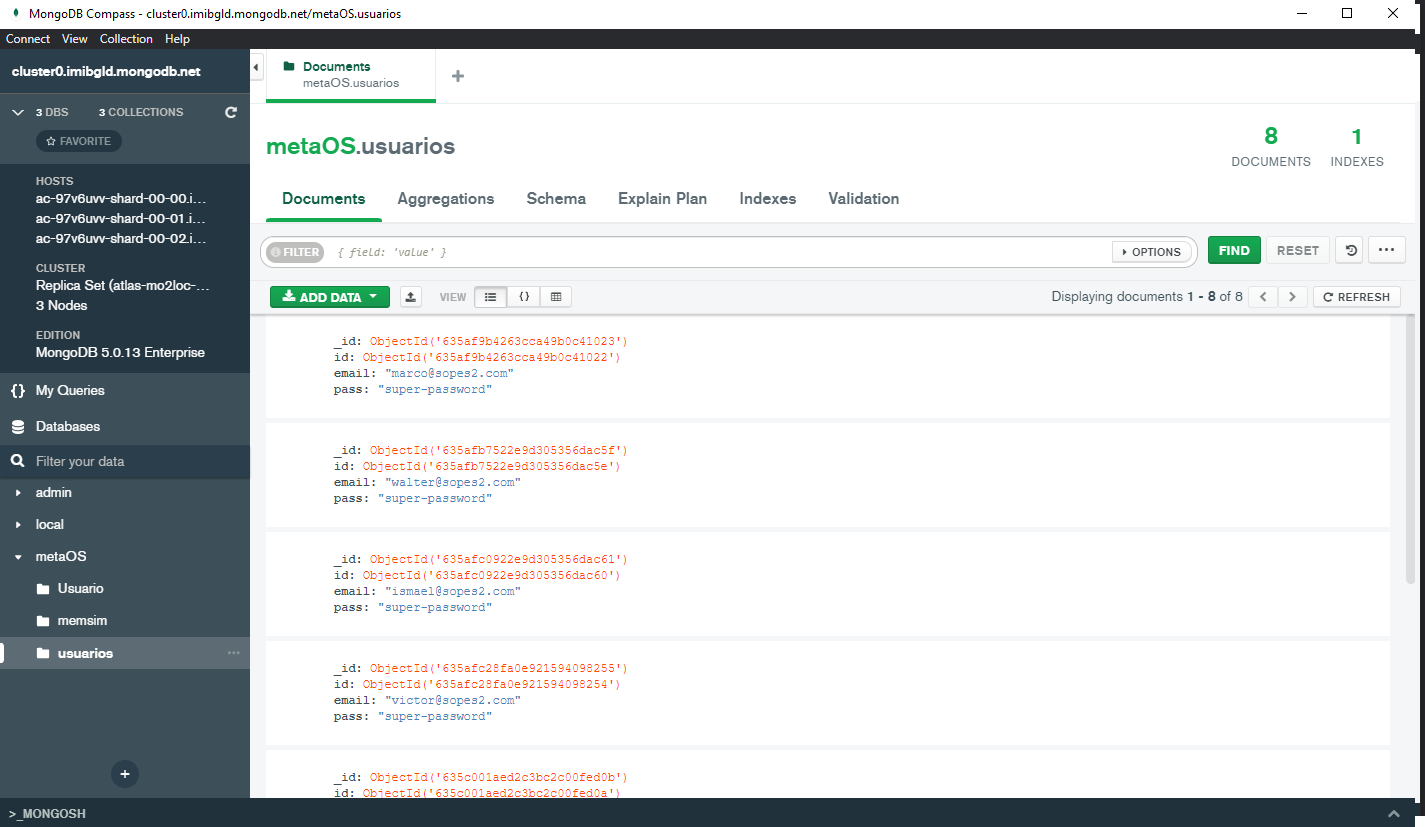 MongoDB Compass - cluster0.imibgld.mongodb.net/metaOS.usuarios
Connect View Collection Help
cluster0.imibgld.mongodb.net
3 DBS 3 COLLECTIONS
FAVORITE
HOSTS
ac-97v6uvv-shard-00-00.i...
ac-97v6uvv-shard-00-01.i...
ac-97v6uvv-shard-00-02.i...
CLUSTER
Replica Set (atlas-mo2loc-...
3 Nodes
EDITION
MongoDB 5.0.13 Enterprise
{} My Queries
Databases
Filter your data
admin
local
metaOS
Usuario
memsim
usuarios
...
+
>_MONGOSH
Documents
metaOS.usuarios
+
metaOS.usuarios
8
DOCUMENTS
1
INDEXES
Documents Aggregations Schema Explain Plan Indexes Validation
FILTER { field: 'value' } OPTIONS FIND RESET ...
ADD DATA VIEW {} Displaying documents 1 - 8 of 8 < > REFRESH
_id: ObjectId('635af9b4263cca49b0c41023')
id: ObjectId('635af9b4263cca49b0c41022')
email: "marco@sopes2.com"
pass: "super-password"
_id: ObjectId('635afb7522e9d305356dac5f')
id: ObjectId('635afb7522e9d305356dac5e')
email: "walter@sopes2.com"
pass: "super-password"
_id: ObjectId('635afc0922e9d305356dac61')
id: ObjectId('635afc0922e9d305356dac60')
email: "ismael@sopes2.com"
pass: "super-password"
_id: ObjectId('635afc28fa0e921594098255')
id: ObjectId('635afc28fa0e921594098254')
email: "victor@sopes2.com"
pass: "super-password"
_id: ObjectId('635c001aed2c3bc2c00fed0b')
id: ObjectId('635c001aed2c3bc2c00fed0a')